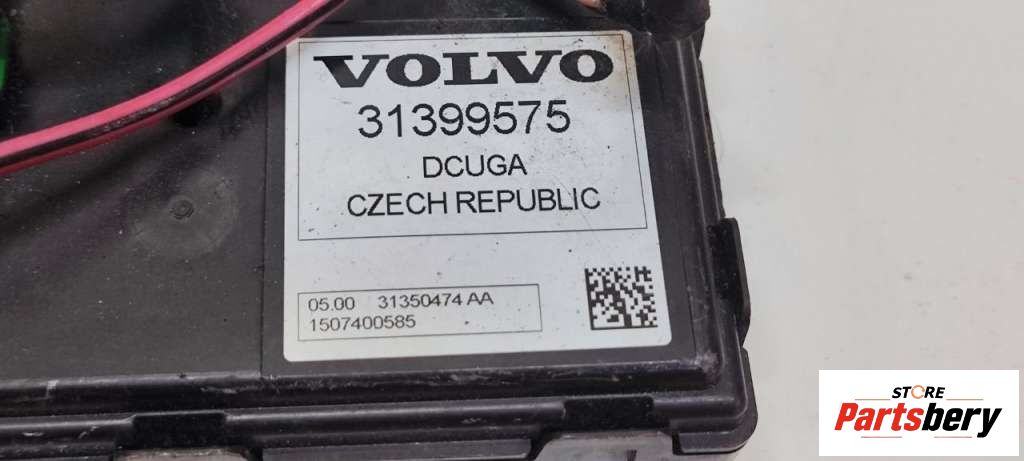 VOLVO
31399575
DCUGA
CZECH REPUBLIC
05.00 31350474 AA
1507400585
STORE
Partsbery